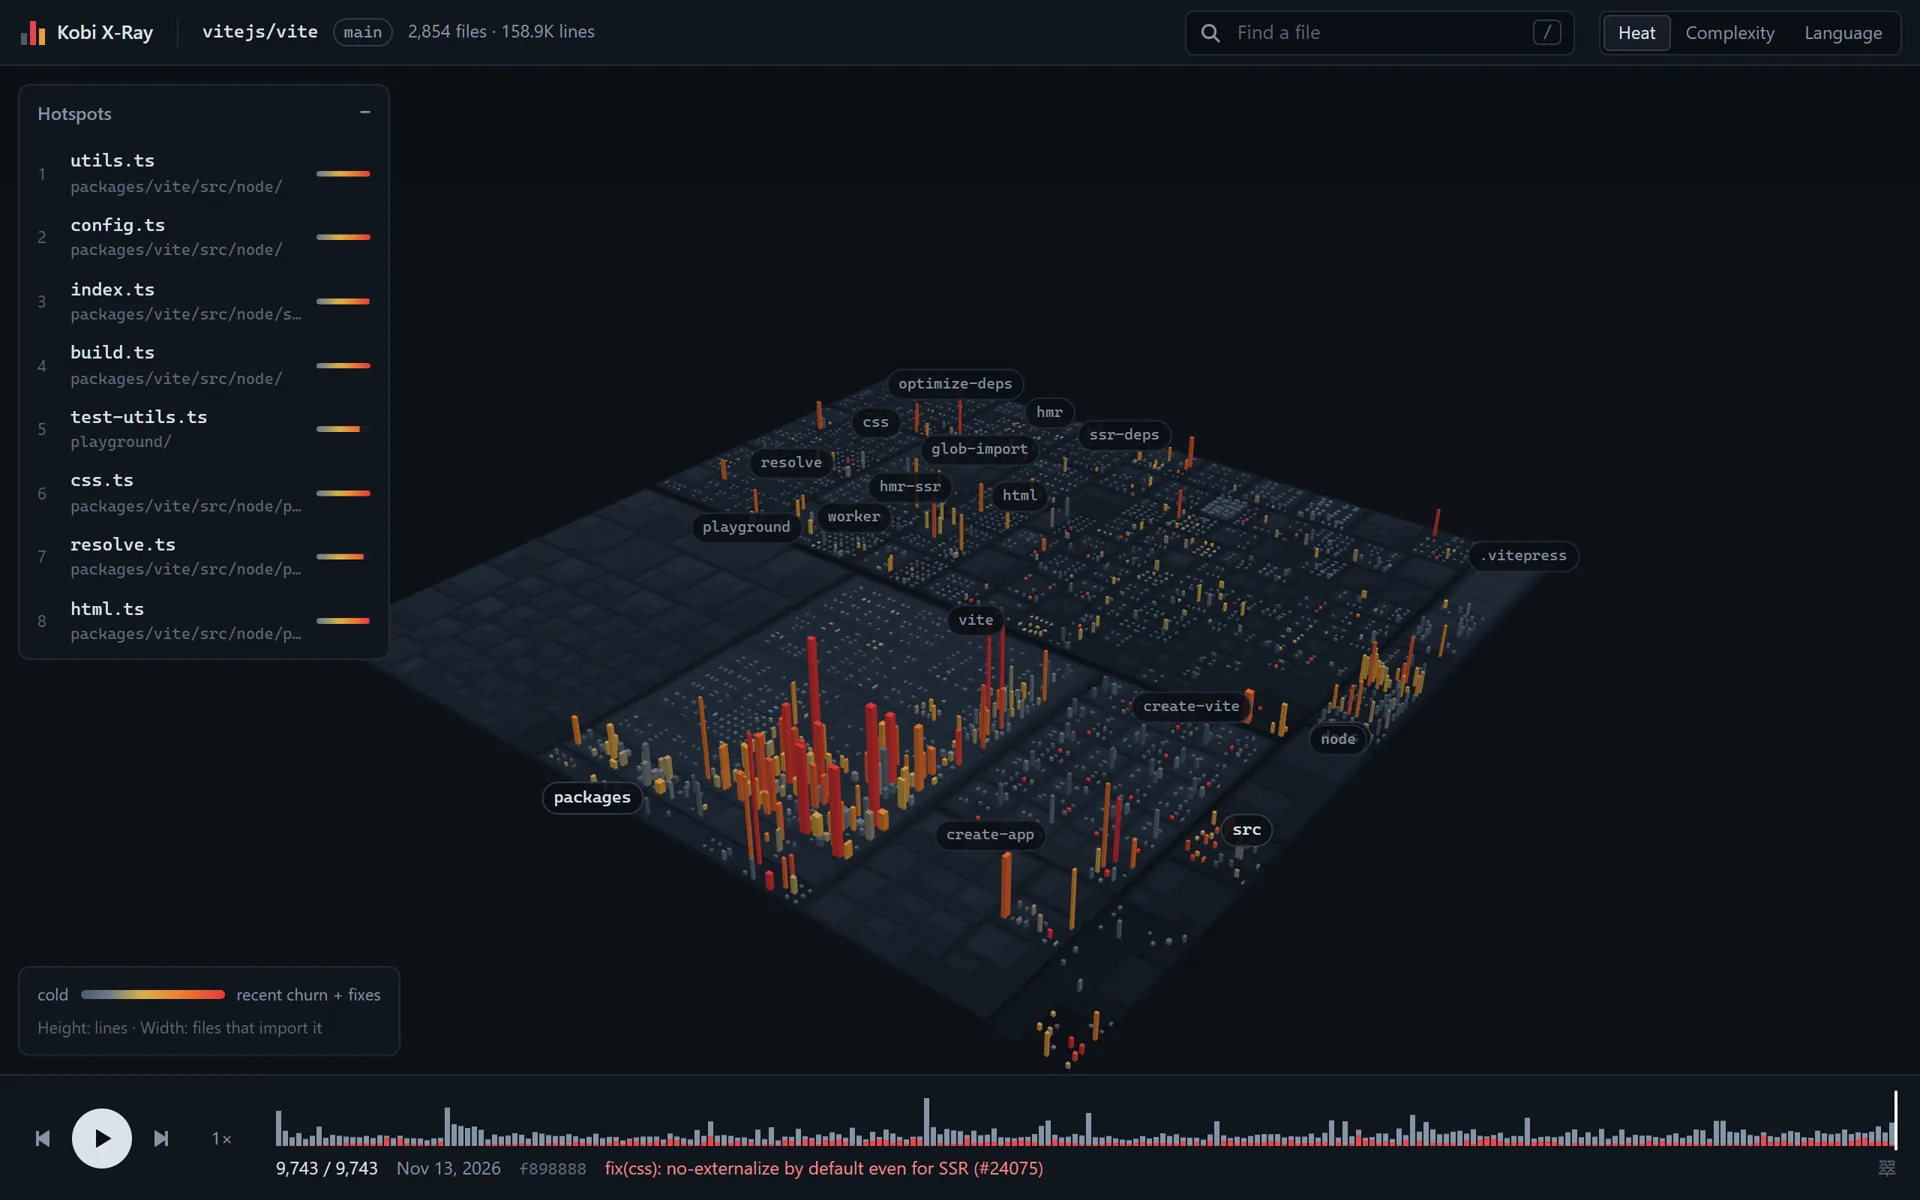 Kobi X-Ray
vitejs/vite
main
2,854 files · 158.9K lines
Find a file
/
Heat
Complexity
Language
Hotspots
−
1
utils.ts
packages/vite/src/node/
2
config.ts
packages/vite/src/node/
3
index.ts
packages/vite/src/node/s…
4
build.ts
packages/vite/src/node/
5
test-utils.ts
playground/
6
css.ts
packages/vite/src/node/p…
7
resolve.ts
packages/vite/src/node/p…
8
html.ts
packages/vite/src/node/p…
optimize-deps
hmr
css
ssr-deps
glob-import
resolve
hmr-ssr
html
worker
playground
.vitepress
vite
create-vite
node
packages
src
create-app
cold
recent churn + fixes
Height: lines · Width: files that import it
1×
9,743 / 9,743
Nov 13, 2026
f898888
fix(css): no-externalize by default even for SSR (#24075)